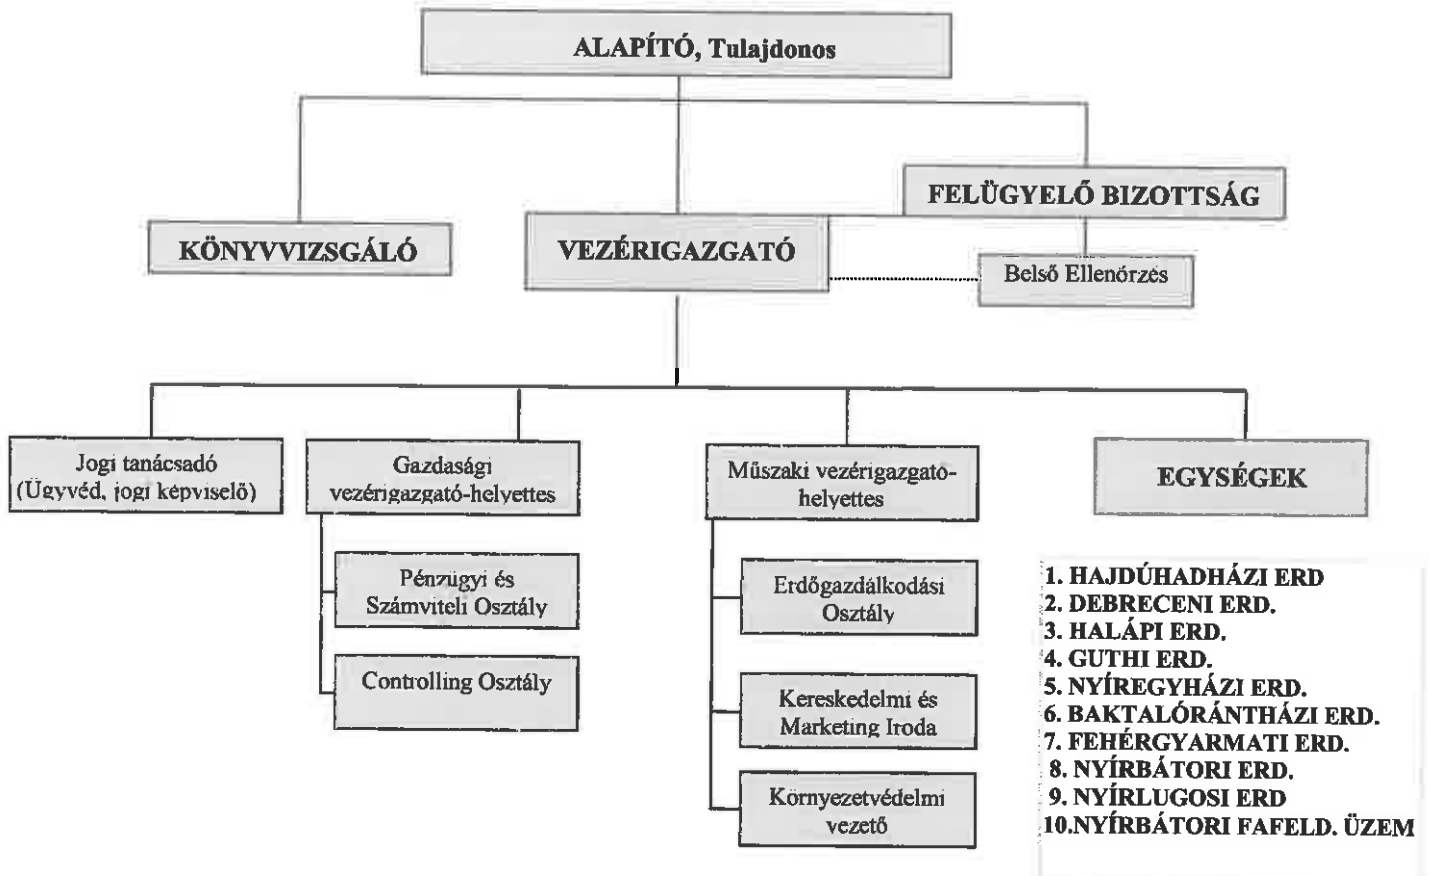 ALAPÍTÓ, Tulajdonos
FELÜGYELŐ BIZOTTSÁG
KÖNYVVIZSGÁLÓ
VEZÉRIGAZGATÓ
Belső Ellenőrzés
Jogi tanácsadó
(Ügyvéd, jogi képviselő)
Gazdasági
vezérigazgató-helyettes
Műszaki vezérigazgató-
helyettes
EGYSÉGEK
Pénzügyi és
Számviteli Osztály
Controlling Osztály
Erdőgazdálkodási
Osztály
Kereskedelmi és
Marketing Iroda
Környezetvédelmi
vezető
1. HAJDÚHADHÁZI ERD
2. DEBRECENI ERD.
3. HALÁPI ERD.
4. GUTHI ERD.
5. NYÍREGYHÁZI ERD.
6. BAKTALÓRÁNTHÁZI ERD.
7. FEHÉRGYARMATI ERD.
8. NYÍRBÁTORI ERD.
9. NYÍRLUGOSI ERD
10.NYÍRBÁTORI FAFELD. ÜZEM